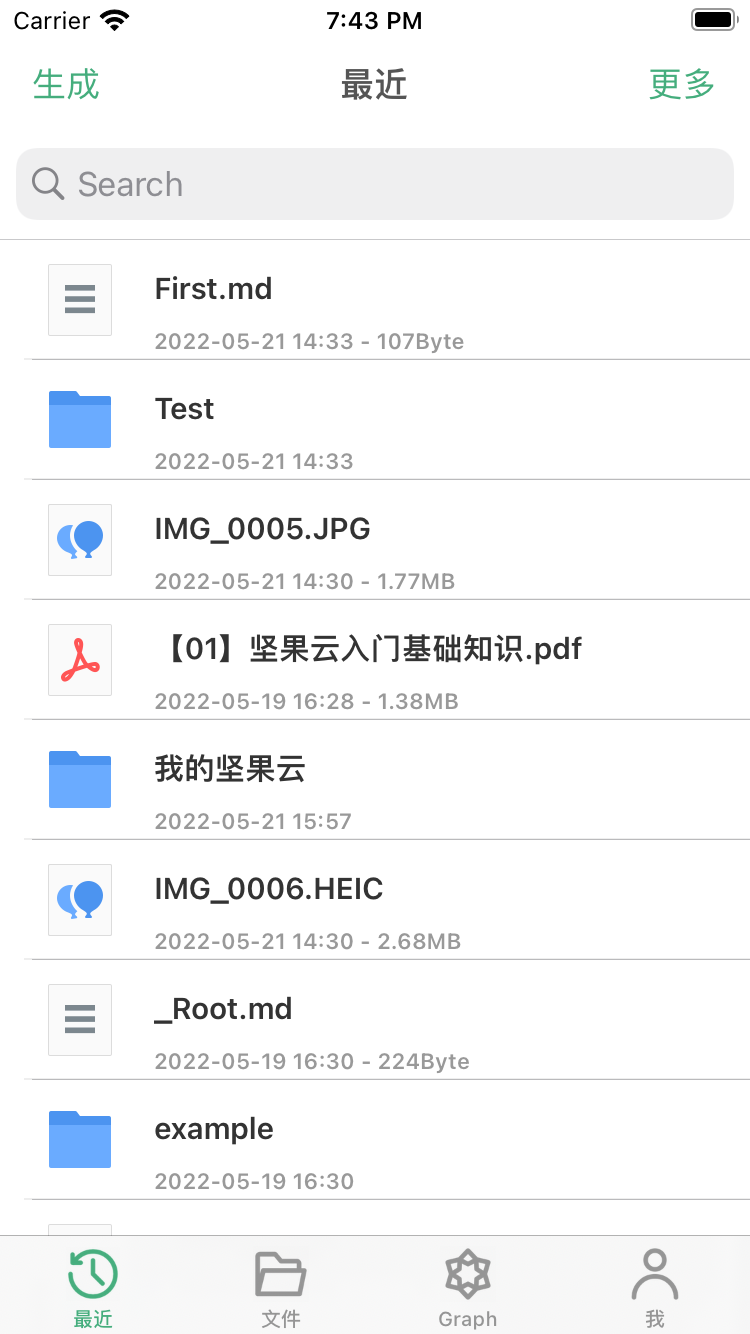 Carrier 7:43 PM
生成 最近 更多
Search
First.md
2022-05-21 14:33 - 107Byte
Test
2022-05-21 14:33
IMG_0005.JPG
2022-05-21 14:30 - 1.77MB
【01】坚果云入门基础知识.pdf
2022-05-19 16:28 - 1.38MB
我的坚果云
2022-05-21 15:57
IMG_0006.HEIC
2022-05-21 14:30 - 2.68MB
_Root.md
2022-05-19 16:30 - 224Byte
example
2022-05-19 16:30
最近 文件 Graph 我